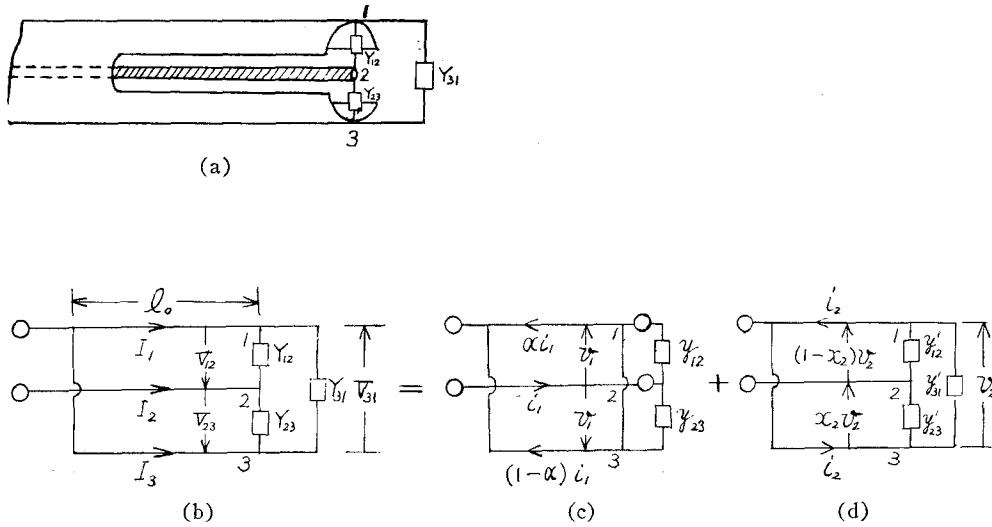 1
Y12
2
Y23
Y31
3
(a)
l₀
I₁
V12
1
Y12
I₂
2
Y31
V31
V23
Y23
I₃
3
(b)
=
αi₁
v₁
1
y12
i₁
2
v₁
y23
(1-α) i₁
3
(c)
+
i₂
(1-x₂)v₂
1
y'12
2
y'31
v₂
x₂v₂
y'23
i₂
3
(d)